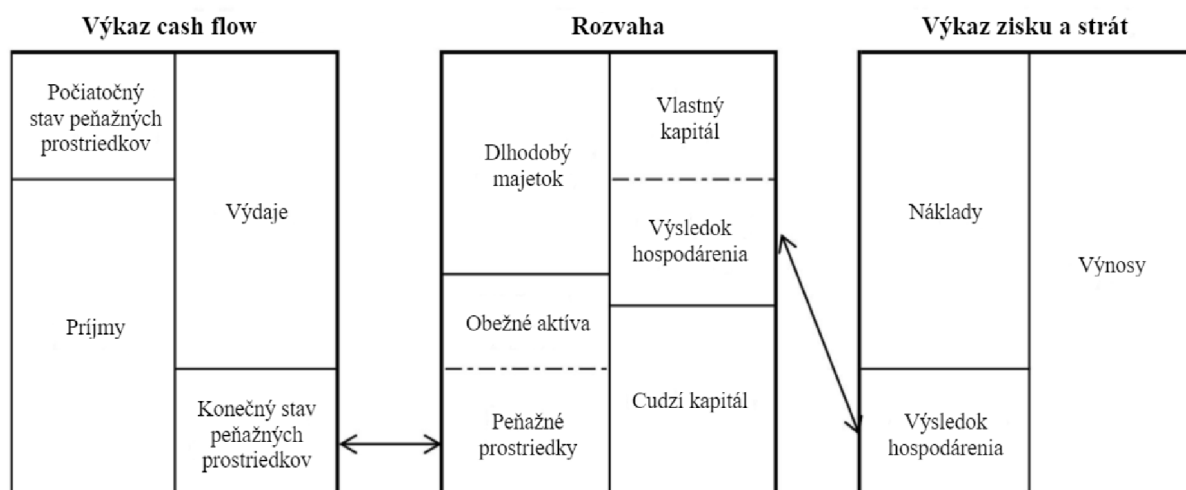 Výkaz cash flow
Rozvaha
Výkaz zisku a strát
Počiatočný
stav peňažných
prostriedkov
Výdaje
Príjmy
Konečný stav
peňažných
prostriedkov
Dlhodobý
majetok
Vlastný
kapitál
Výsledok
hospodárenia
Obežné aktíva
Peňažné
prostriedky
Cudzí kapitál
Náklady
Výnosy
Výsledok
hospodárenia